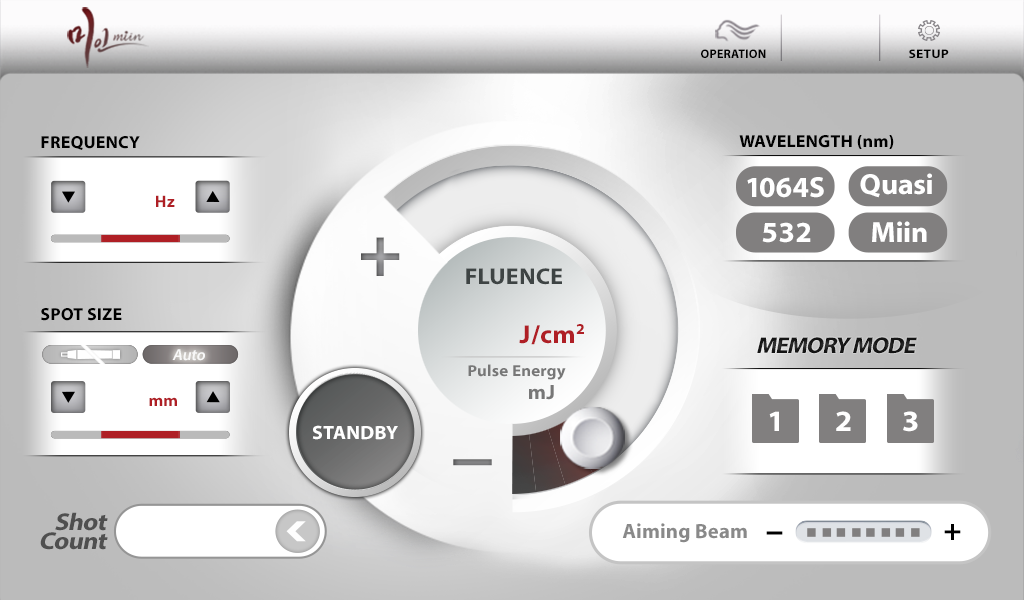 미인 miin
OPERATION
SETUP
FREQUENCY
▼ Hz ▲
SPOT SIZE
Auto
▼ mm ▲
Shot
Count
+
FLUENCE
J/cm²
Pulse Energy
mJ
STANDBY
−
WAVELENGTH (nm)
1064S Quasi
532 Miin
MEMORY MODE
1 2 3
Aiming Beam − +